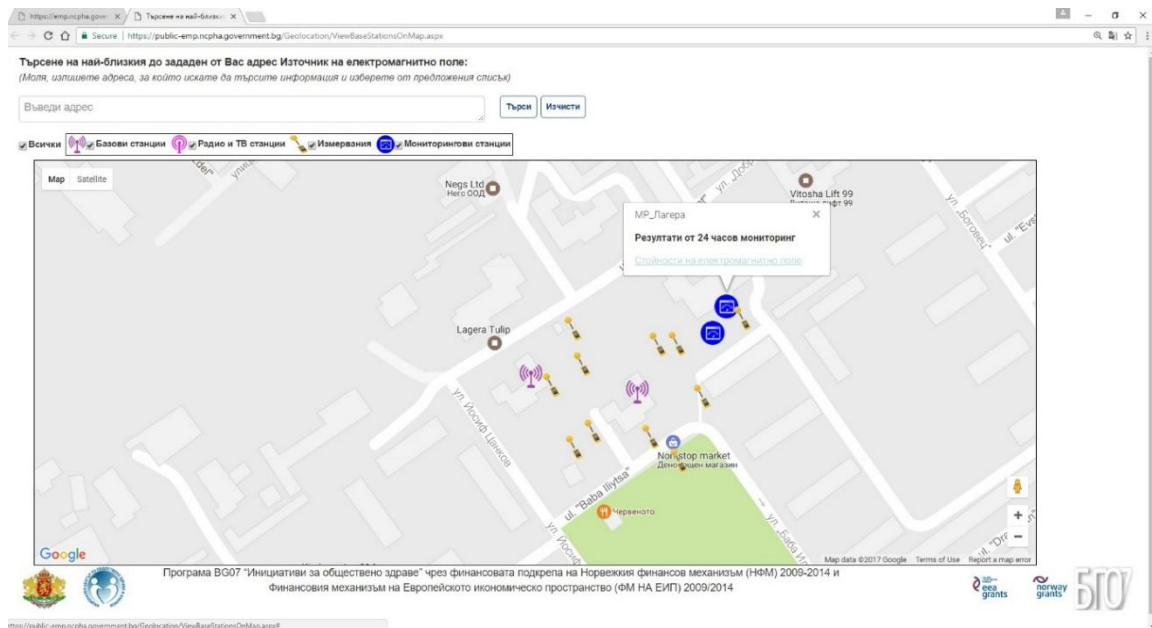 https://emp.ncpha.gover
Търсене на най-близкия
Secure | https://public-emp.ncpha.government.bg/Geolocation/ViewBaseStationsOnMap.aspx
Търсене на най-близкия до зададен от Вас адрес Източник на електромагнитно поле:
(Моля, изпишете адреса, за който искате да търсите информация и изберете от предложения списък)
Въведи адрес
Търси
Изчисти
Всички Базови станции Радио и ТВ станции Измервания Мониторингови станции
Map Satellite
Negs Ltd
Негс ООД
Vitosha Lift 99
ул. "Боговец"
МР_Лагера
Резултати от 24 часов мониторинг
Стойности на електромагнитно поле
Lagera Tulip
ул. Йосиф Цанков
Non-stop market
Денонощен магазин
ul. "Baba Iliytsa"
Червеното
Google
Map data ©2017 Google Terms of Use Report a map error
Програма BG07 "Инициативи за обществено здраве" чрез финансовата подкрепа на Норвежкия финансов механизъм (НФМ) 2009-2014 и
Финансовия механизъм на Европейското икономическо пространство (ФМ НА ЕИП) 2009/2014
eea grants
norway grants
БГ07
https://public-emp.ncpha.government.bg/Geolocation/ViewBaseStationsOnMap.aspx#